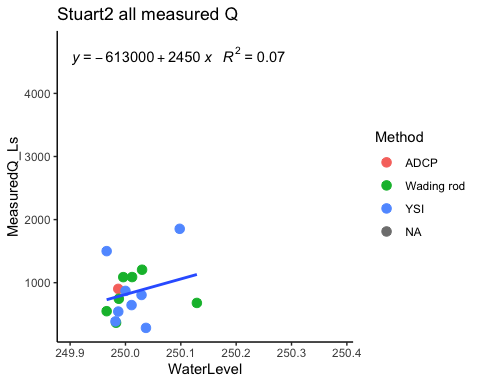 Stuart2 all measured Q
y = −613000 + 2450 x R² = 0.07
MeasuredQ_Ls
4000
3000
2000
1000
249.9 250.0 250.1 250.2 250.3 250.4
WaterLevel
Method
ADCP
Wading rod
YSI
NA